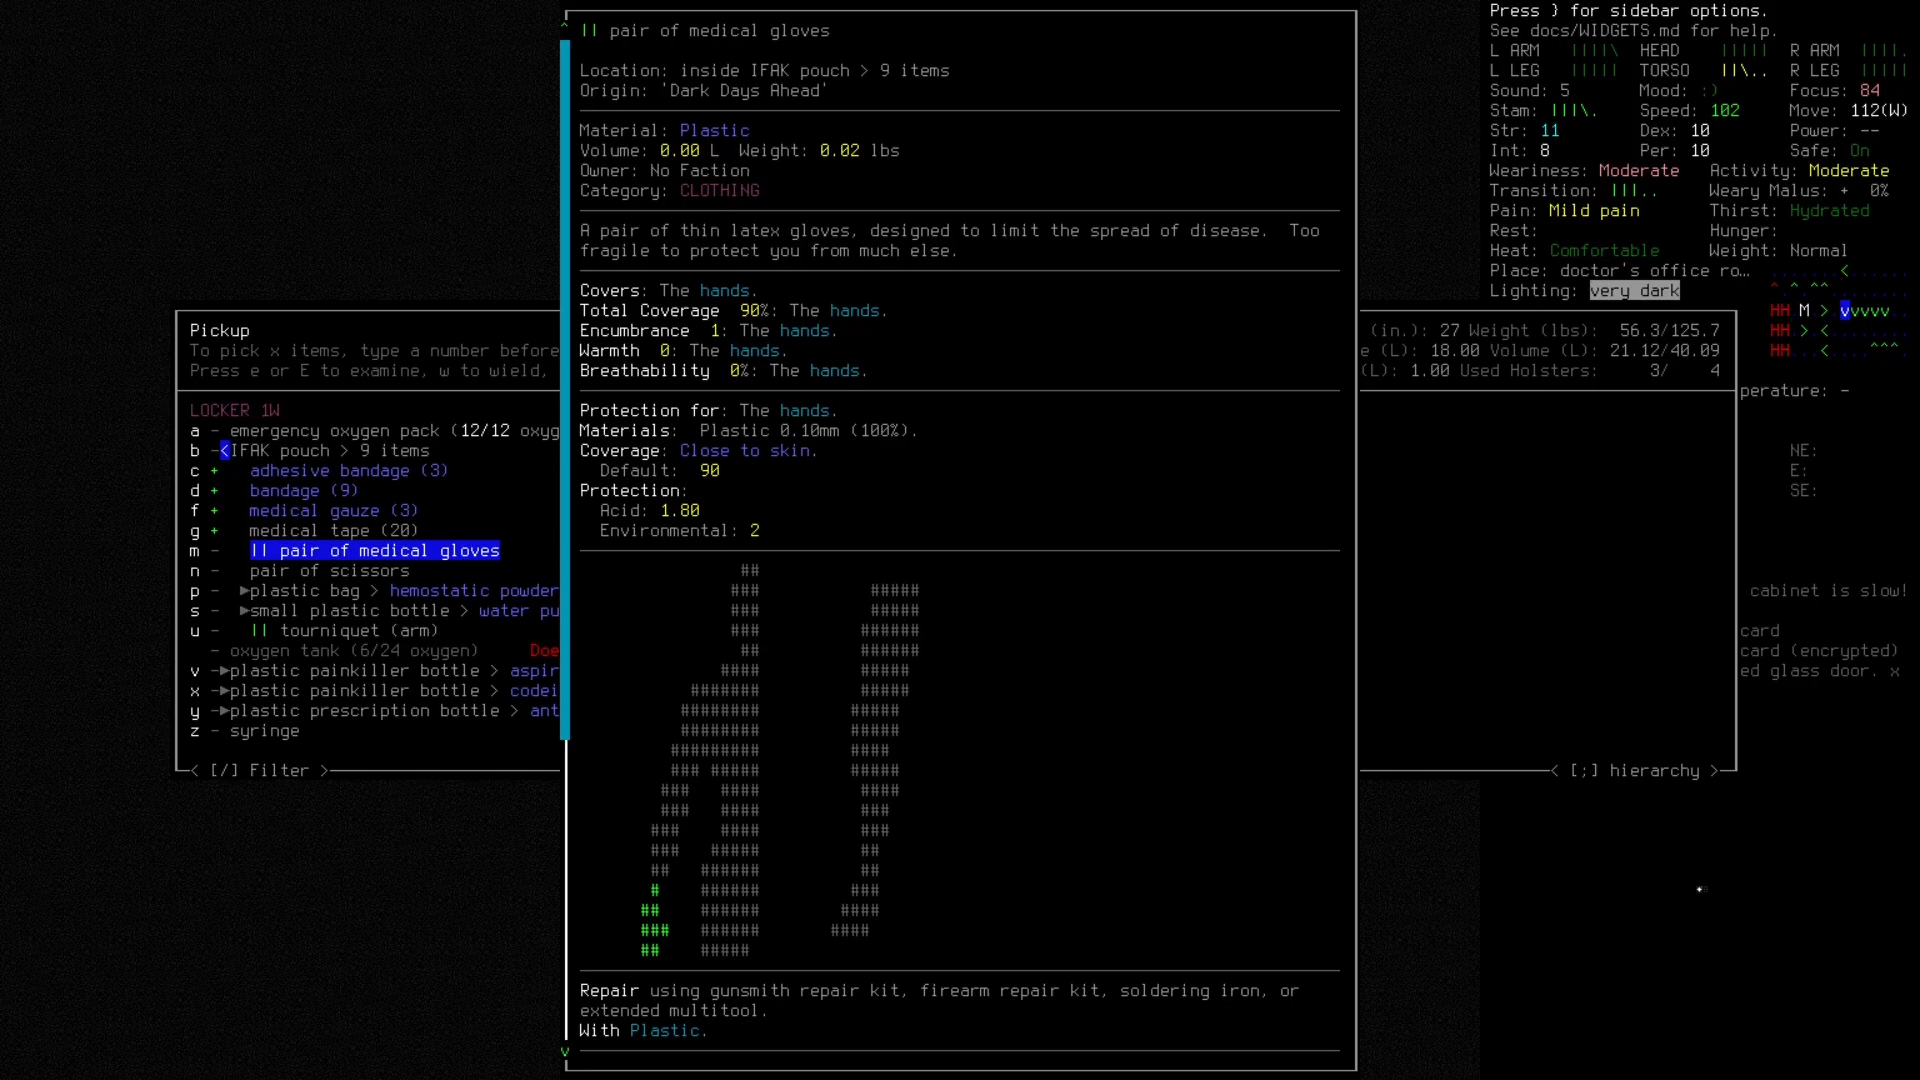 || pair of medical gloves
Location: inside IFAK pouch > 9 items
Origin: 'Dark Days Ahead'
Material: Plastic
Volume: 0.00 L  Weight: 0.02 lbs
Owner: No Faction
Category: CLOTHING
A pair of thin latex gloves, designed to limit the spread of disease.  Too
fragile to protect you from much else.
Covers: The hands.
Total Coverage  90%: The hands.
Encumbrance  1: The hands.
Warmth  0: The hands.
Breathability  0%: The hands.
Protection for: The hands.
Materials:  Plastic 0.10mm (100%).
Coverage: Close to skin.
Default:  90
Protection:
Acid: 1.80
Environmental: 2
Repair using gunsmith repair kit, firearm repair kit, soldering iron, or
extended multitool.
With Plastic.
Pickup
To pick x items, type a number before
Press e or E to examine, w to wield,
LOCKER 1W
a - emergency oxygen pack (12/12 oxyg
b -<IFAK pouch > 9 items
c +   adhesive bandage (3)
d +   bandage (9)
f +   medical gauze (3)
g +   medical tape (20)
m -   || pair of medical gloves
n -   pair of scissors
p -  ▶plastic bag > hemostatic powder
s -  ▶small plastic bottle > water pu
u -   || tourniquet (arm)
- oxygen tank (6/24 oxygen)     Doe
v -▶plastic painkiller bottle > aspir
x -▶plastic painkiller bottle > codei
y -▶plastic prescription bottle > ant
z - syringe
< [/] Filter >
(in.): 27 Weight (lbs):   56.3/125.7
e (L): 18.00 Volume (L): 21.12/40.09
(L): 1.00 Used Holsters:     3/    4
< [;] hierarchy >
Press } for sidebar options.
See docs/WIDGETS.md for help.
L ARM   ||||\  HEAD    |||||  R ARM  ||||.
L LEG   |||||  TORSO   ||\..  R LEG  |||||
Sound: 5       Mood: :)       Focus: 84
Stam: |||\.    Speed: 102     Move: 112(W)
Str: 11        Dex: 10        Power: --
Int: 8         Per: 10        Safe: On
Weariness: Moderate   Activity: Moderate
Transition: |||..     Weary Malus: +  0%
Pain: Mild pain       Thirst: Hydrated
Rest:                 Hunger:
Heat: Comfortable     Weight: Normal
Place: doctor's office ro…
Lighting: very dark
HH M > vvvvv
HH > <
HH   <    ^^^
perature: -
NE:
E:
SE:
cabinet is slow!
card
card (encrypted)
ed glass door. x